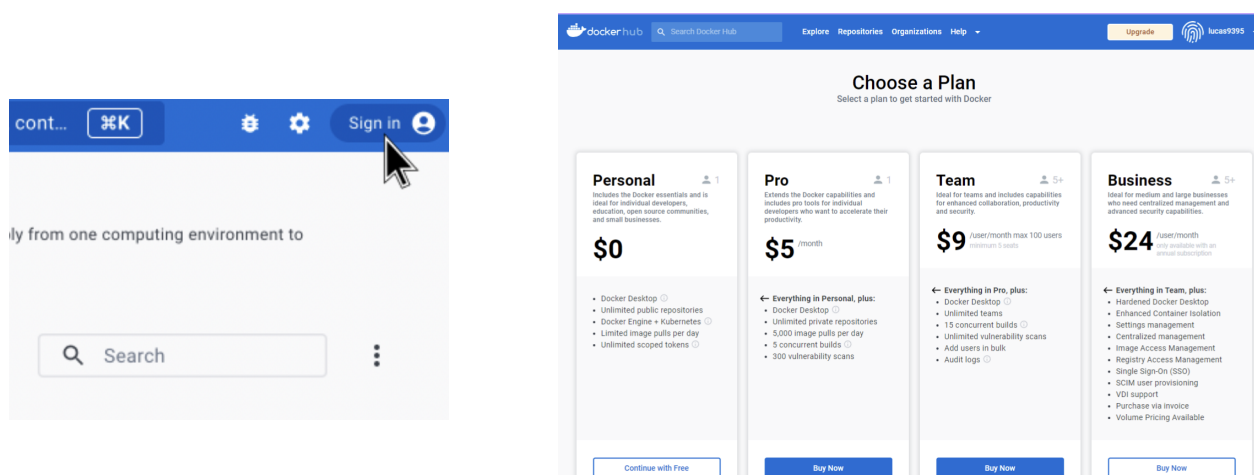 cont... ⌘K Sign in
ly from one computing environment to
Search
dockerhub Search Docker Hub Explore Repositories Organizations Help Upgrade lucas9395
Choose a Plan
Select a plan to get started with Docker
Personal 1
Includes the Docker essentials and is
ideal for individual developers,
education, open source communities,
and small businesses.
$0
• Docker Desktop
• Unlimited public repositories
• Docker Engine + Kubernetes
• Limited image pulls per day
• Unlimited scoped tokens
Continue with Free
Pro 1
Extends the Docker capabilities and
includes pro tools for individual
developers who want to accelerate their
productivity.
$5 /month
← Everything in Personal, plus:
• Docker Desktop
• Unlimited private repositories
• 5,000 image pulls per day
• 5 concurrent builds
• 300 vulnerability scans
Buy Now
Team 5+
Ideal for teams and includes capabilities
for enhanced collaboration, productivity
and security.
$9 /user/month max 100 users
minimum 5 seats
← Everything in Pro, plus:
• Docker Desktop
• Unlimited teams
• 15 concurrent builds
• Unlimited vulnerability scans
• Add users in bulk
• Audit logs
Buy Now
Business 5+
Ideal for medium and large businesses
who need centralized management and
advanced security capabilities.
$24 /user/month
only available with an
annual subscription
← Everything in Team, plus:
• Hardened Docker Desktop
• Enhanced Container Isolation
• Settings management
• Centralized management
• Image Access Management
• Registry Access Management
• Single Sign-On (SSO)
• SCIM user provisioning
• VDI support
• Purchase via invoice
• Volume Pricing Available
Buy Now